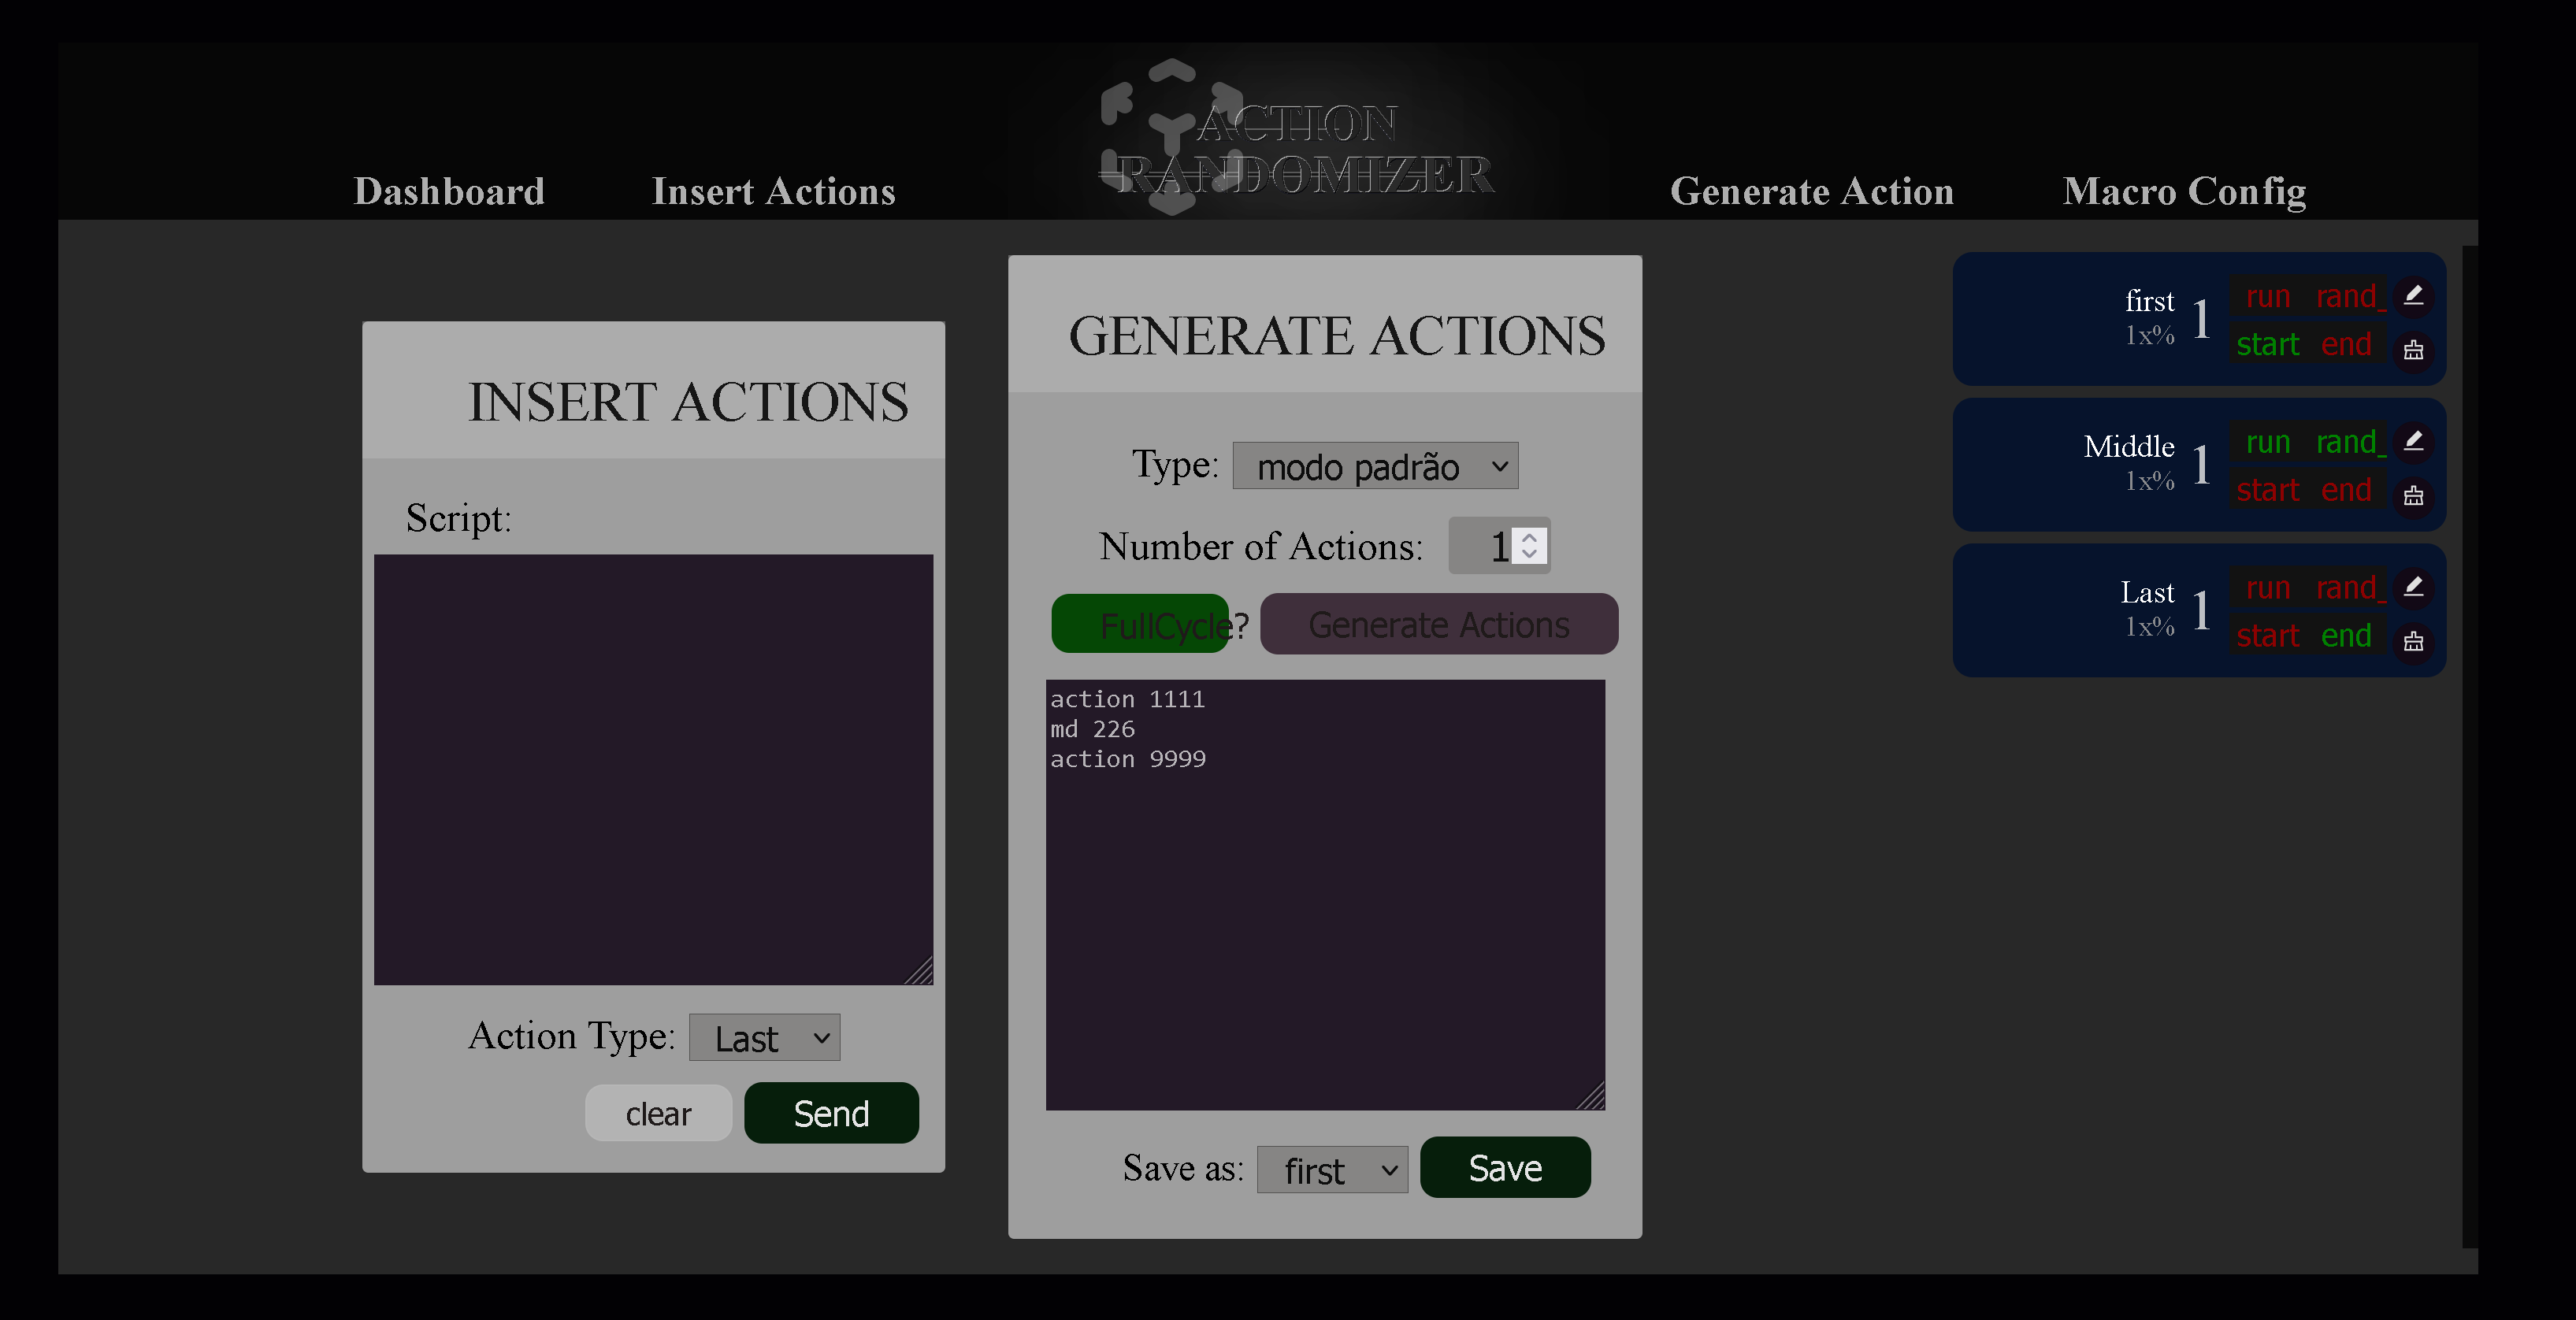 ACTION
RANDOMIZER
Dashboard
Insert Actions
Generate Action
Macro Config
INSERT ACTIONS
Script:
Action Type: Last
clear
Send
GENERATE ACTIONS
Type: modo padrão
Number of Actions: 1
FullCycle?
Generate Actions
action 1111
md 226
action 9999
Save as: first
Save
first
1x%
1
run rand_
start end
Middle
1x%
1
run rand_
start end
Last
1x%
1
run rand_
start end